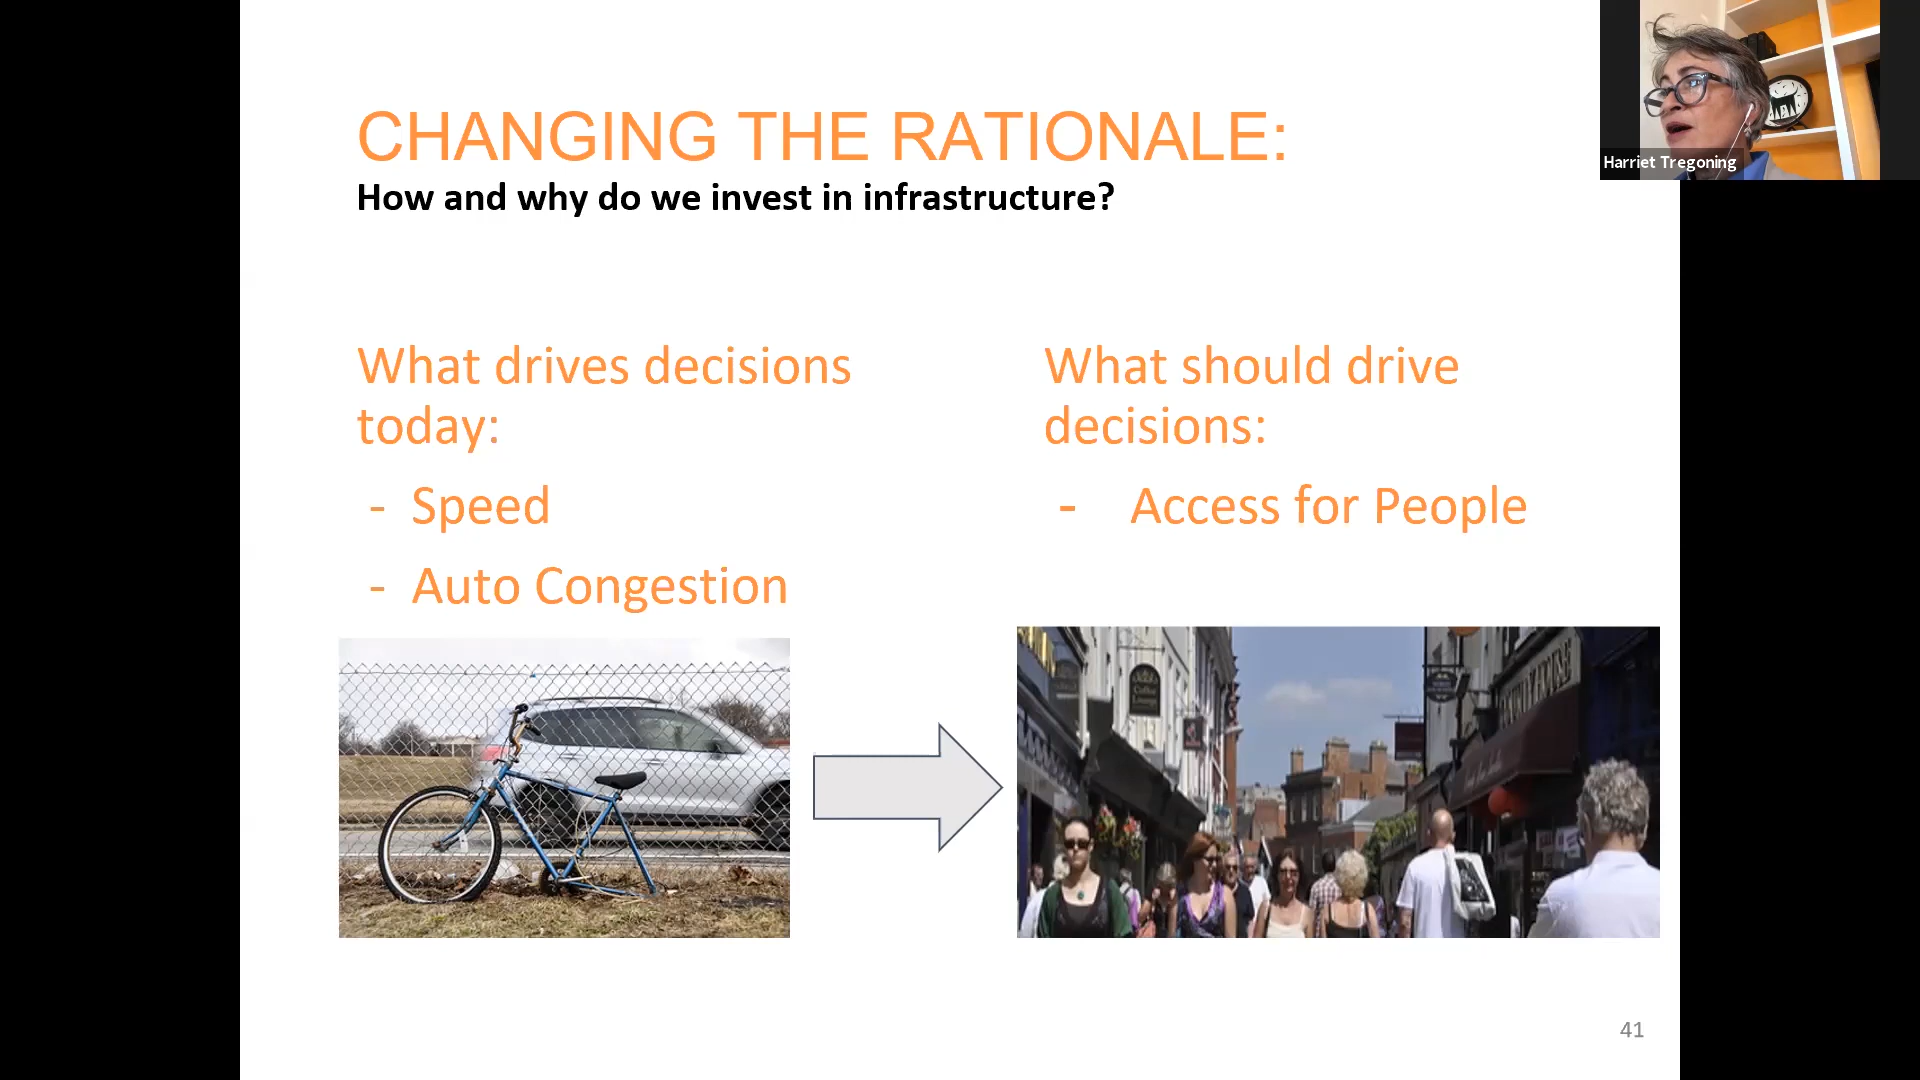 CHANGING THE RATIONALE:
How and why do we invest in infrastructure?
Harriet Tregoning
What drives decisions
today:
- Speed
- Auto Congestion
What should drive
decisions:
- Access for People
Coffee
41